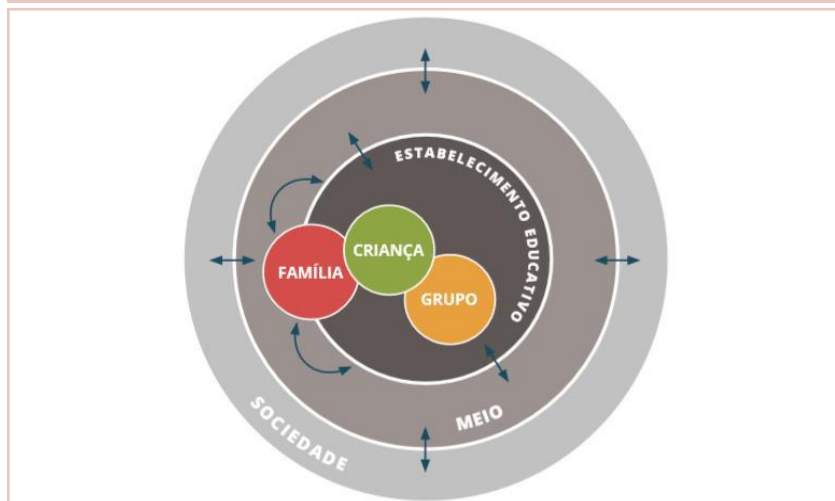 ESTABELECIMENTO EDUCATIVO
CRIANÇA
FAMÍLIA
GRUPO
MEIO
SOCIEDADE